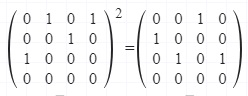 ( 0 1 0 1 )² ( 0 0 1 0 )
( 0 0 1 0 ) = ( 1 0 0 0 )
( 1 0 0 0 ) ( 0 1 0 1 )
( 0 0 0 0 ) ( 0 0 0 0 )